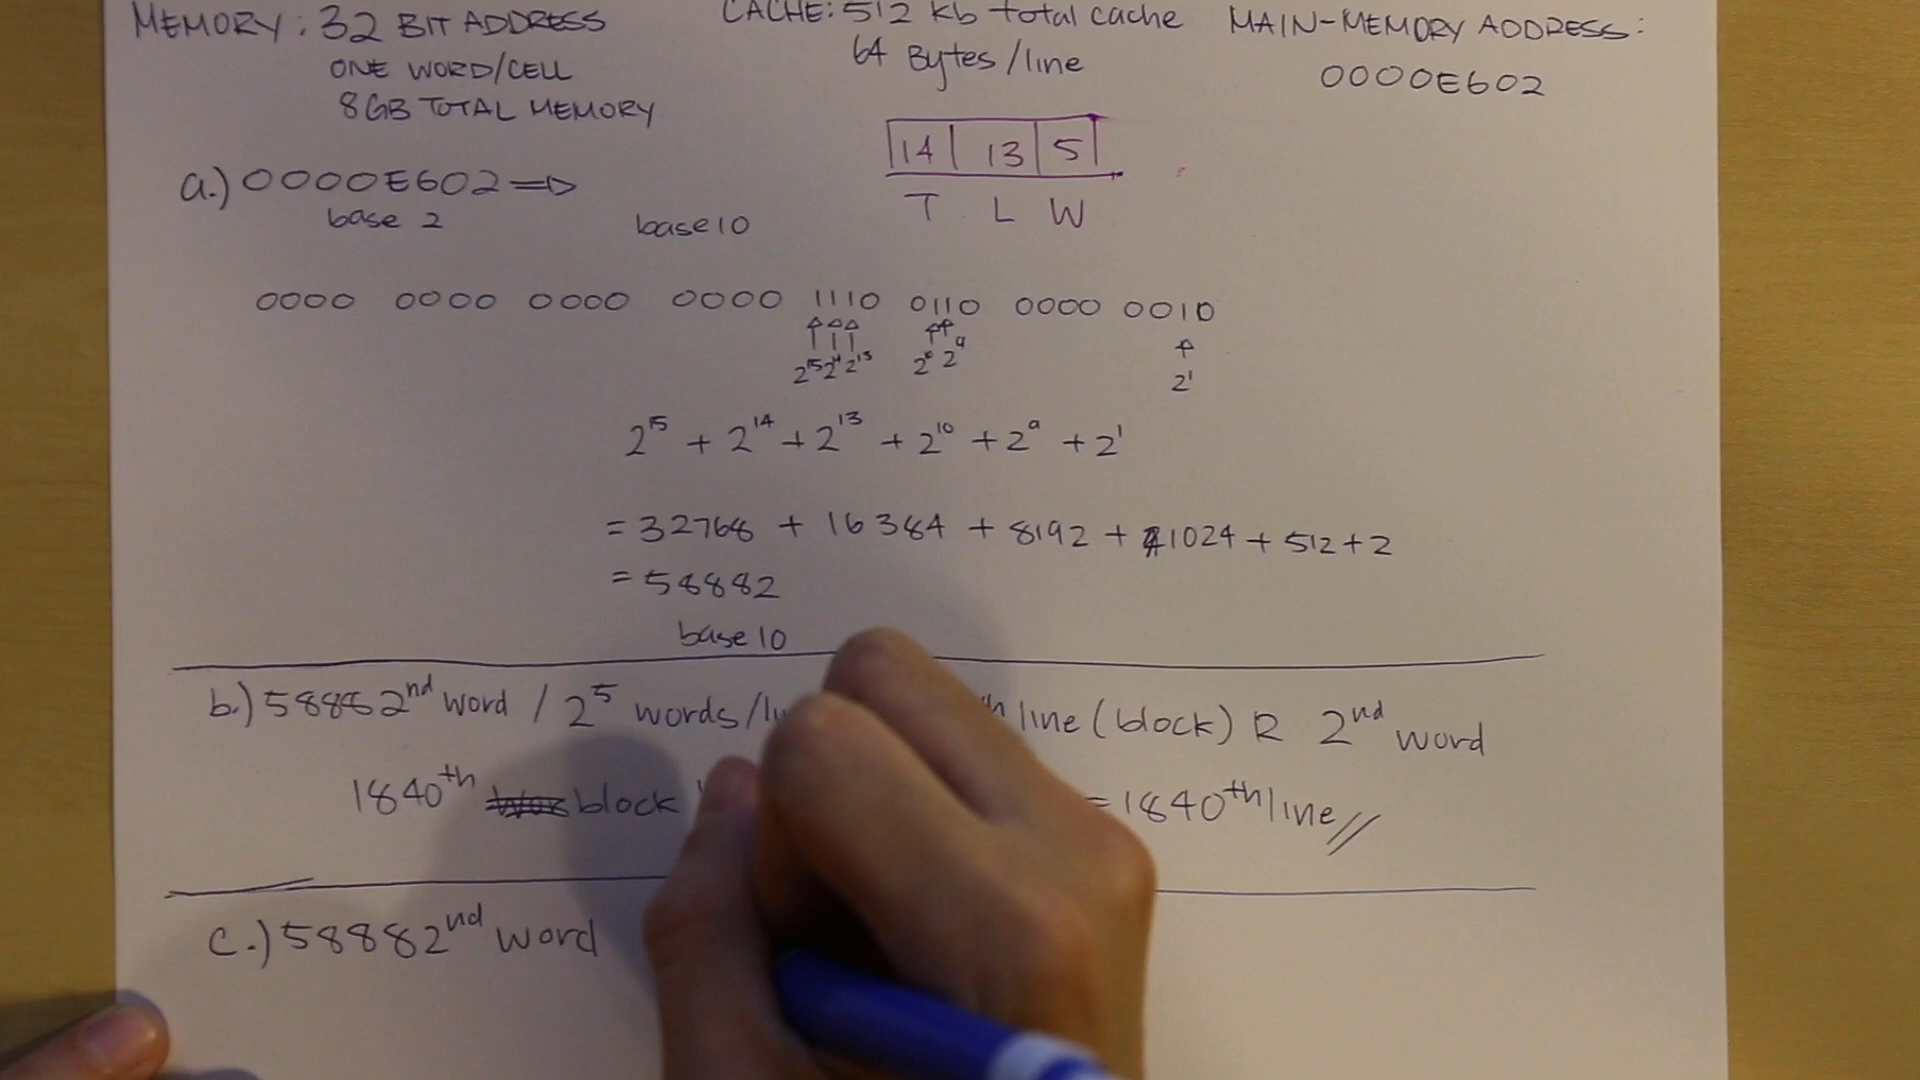 MEMORY: 32 BIT ADDRESS
ONE WORD/CELL
8GB TOTAL MEMORY
CACHE: 512 kb total cache
64 Bytes/line
MAIN-MEMORY ADDRESS:
0000E602
14 13 5
T L W
a.) 0000E602 =>
base 2
base 10
0000 0000 0000 0000 1110 0110 0000 0010
2^15 2^14 2^13 2^10 2^9 2^1
2^15 + 2^14 + 2^13 + 2^10 + 2^9 + 2^1
= 32768 + 16384 + 8192 + 1024 + 512 + 2
= 58882
base 10
b.) 58882nd word / 2^5 words/ line (block) R 2nd word
1840th block = 1840th line //
c.) 58882nd word